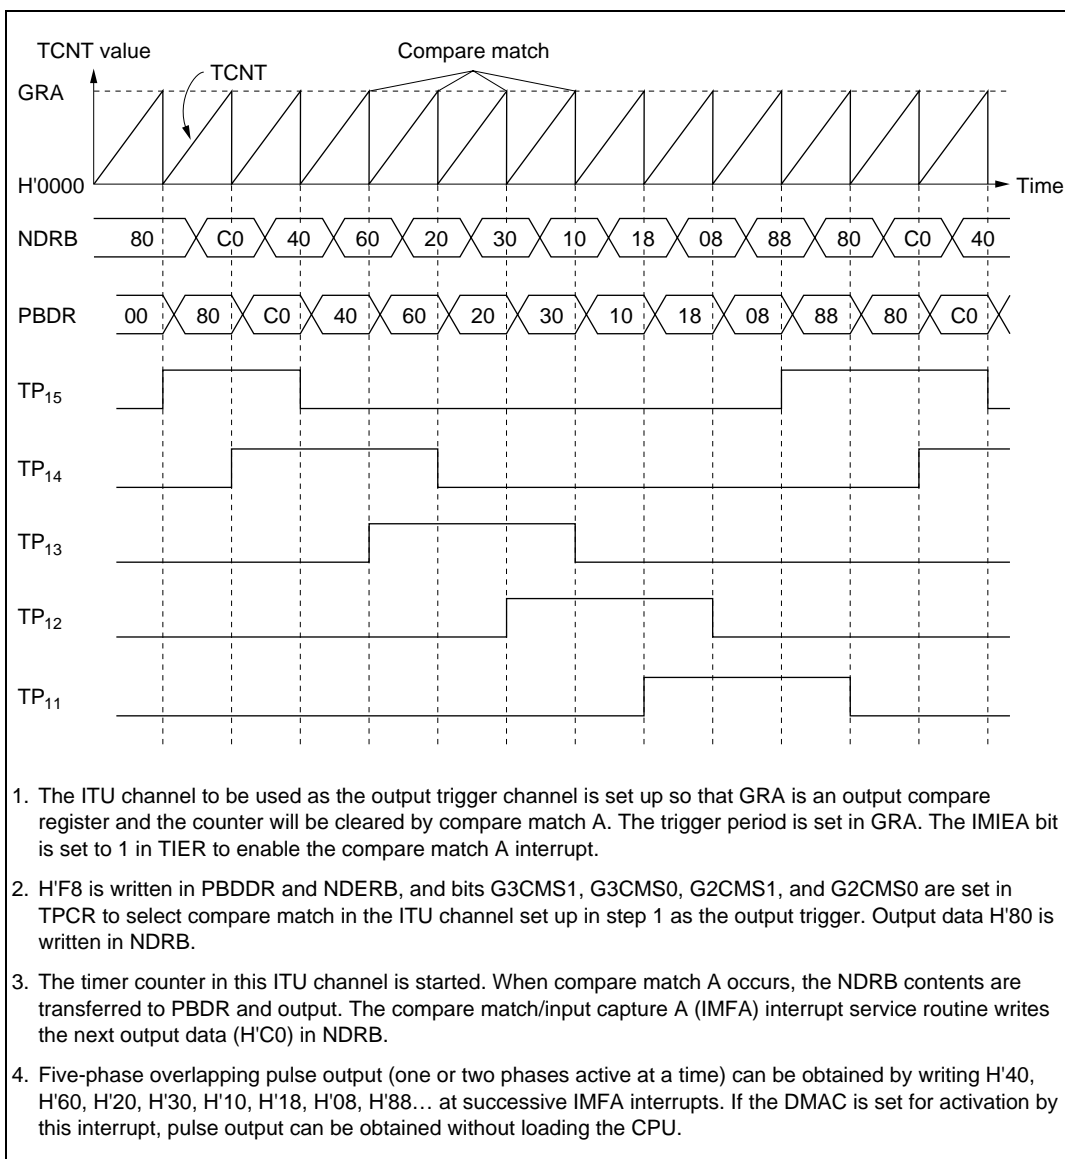 TCNT value
Compare match
TCNT
GRA
H'0000
Time
NDRB 80 C0 40 60 20 30 10 18 08 88 80 C0 40
PBDR 00 80 C0 40 60 20 30 10 18 08 88 80 C0
TP15
TP14
TP13
TP12
TP11
1. The ITU channel to be used as the output trigger channel is set up so that GRA is an output compare
register and the counter will be cleared by compare match A. The trigger period is set in GRA. The IMIEA bit
is set to 1 in TIER to enable the compare match A interrupt.
2. H'F8 is written in PBDDR and NDERB, and bits G3CMS1, G3CMS0, G2CMS1, and G2CMS0 are set in
TPCR to select compare match in the ITU channel set up in step 1 as the output trigger. Output data H'80 is
written in NDRB.
3. The timer counter in this ITU channel is started. When compare match A occurs, the NDRB contents are
transferred to PBDR and output. The compare match/input capture A (IMFA) interrupt service routine writes
the next output data (H'C0) in NDRB.
4. Five-phase overlapping pulse output (one or two phases active at a time) can be obtained by writing H'40,
H'60, H'20, H'30, H'10, H'18, H'08, H'88… at successive IMFA interrupts. If the DMAC is set for activation by
this interrupt, pulse output can be obtained without loading the CPU.